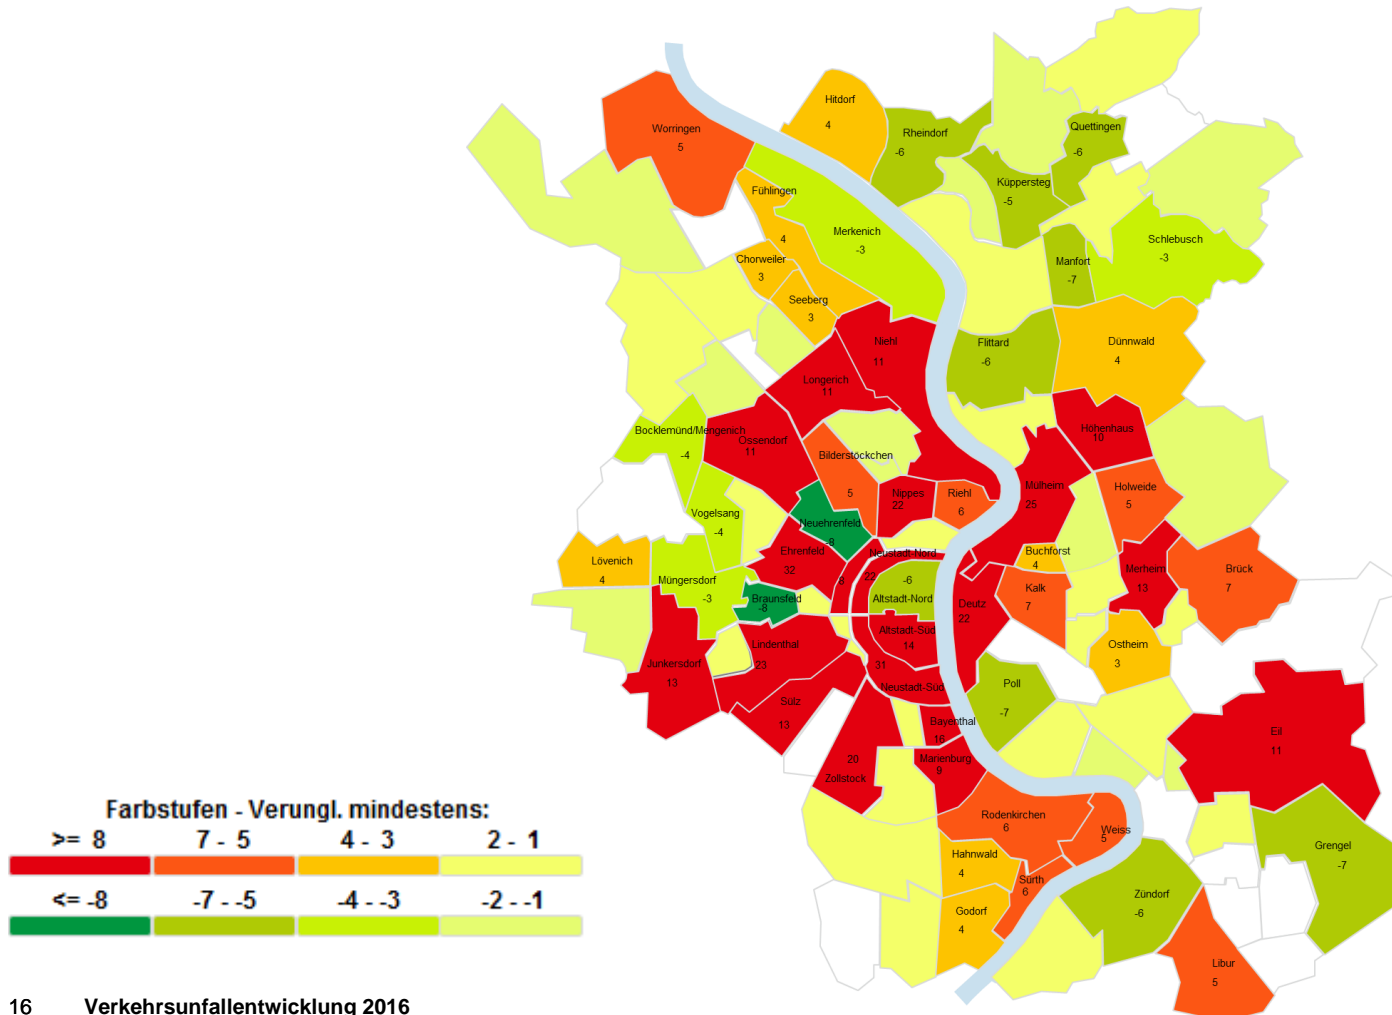 Hitdorf
4
Worringen
5
Rheindorf
-6
Quettingen
-6
Küppersteg
-5
Fühlingen
4
Merkenich
-3
Schlebusch
-3
Chorweiler
3
Manfort
-7
Seeberg
3
Niehl
11
Flittard
-6
Dünnwald
4
Longerich
11
Bocklemünd/Mengenich
-4
Ossendorf
11
Höhenhaus
10
Bilderstöckchen
5
Nippes
22
Riehl
6
Mülheim
25
Holweide
5
Vogelsang
-4
Neuehrenfeld
-8
Ehrenfeld
32
Neustadt-Nord
22
8
-6
Altstadt-Nord
Buchforst
4
Lövenich
4
Müngersdorf
-3
Braunsfeld
-8
Deutz
22
Kalk
7
Merheim
13
Brück
7
Altstadt-Süd
14
Lindenthal
23
Junkersdorf
13
31
Neustadt-Süd
Ostheim
3
Poll
-7
Sülz
13
Bayenthal
16
Eil
11
20
Zollstock
Marienburg
9
Rodenkirchen
6
Weiss
5
Grengel
-7
Hahnwald
4
Sürth
6
Zündorf
-6
Godorf
4
Libur
5
Farbstufen - Verungl. mindestens:
>= 8 7 - 5 4 - 3 2 - 1
<= -8 -7 - -5 -4 - -3 -2 - -1
16 Verkehrsunfallentwicklung 2016